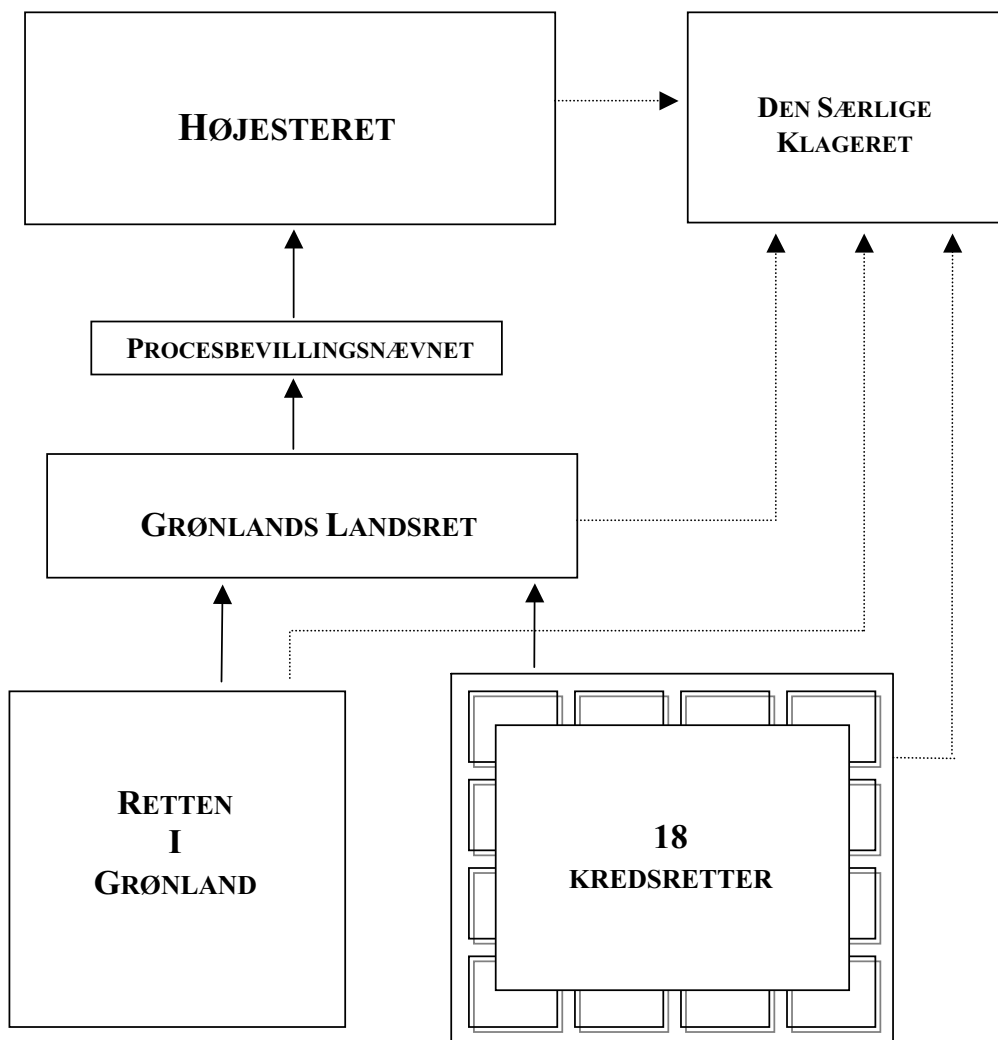 HØJESTERET
DEN SÆRLIGE
KLAGERET
PROCESBEVILLINGSNÆVNET
GRØNLANDS LANDSRET
RETTEN
I
GRØNLAND
18
KREDSRETTER